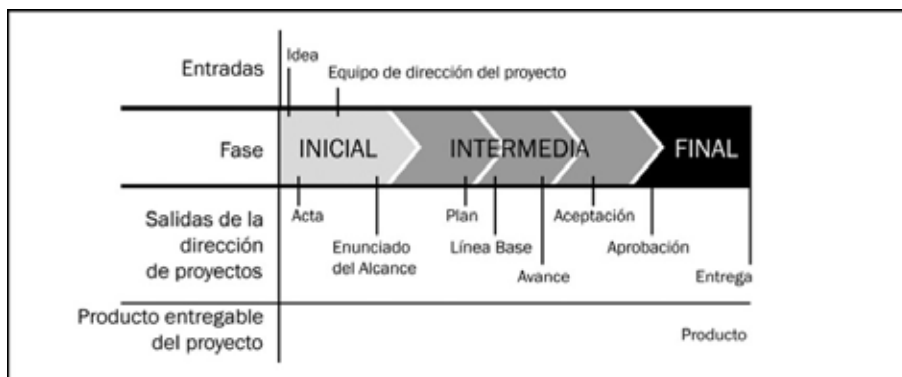 Idea
Entradas
Equipo de dirección del proyecto
Fase
INICIAL
INTERMEDIA
FINAL
Salidas de la
dirección
de proyectos
Acta
Plan
Aceptación
Enunciado
del Alcance
Línea Base
Aprobación
Avance
Entrega
Producto entregable
del proyecto
Producto